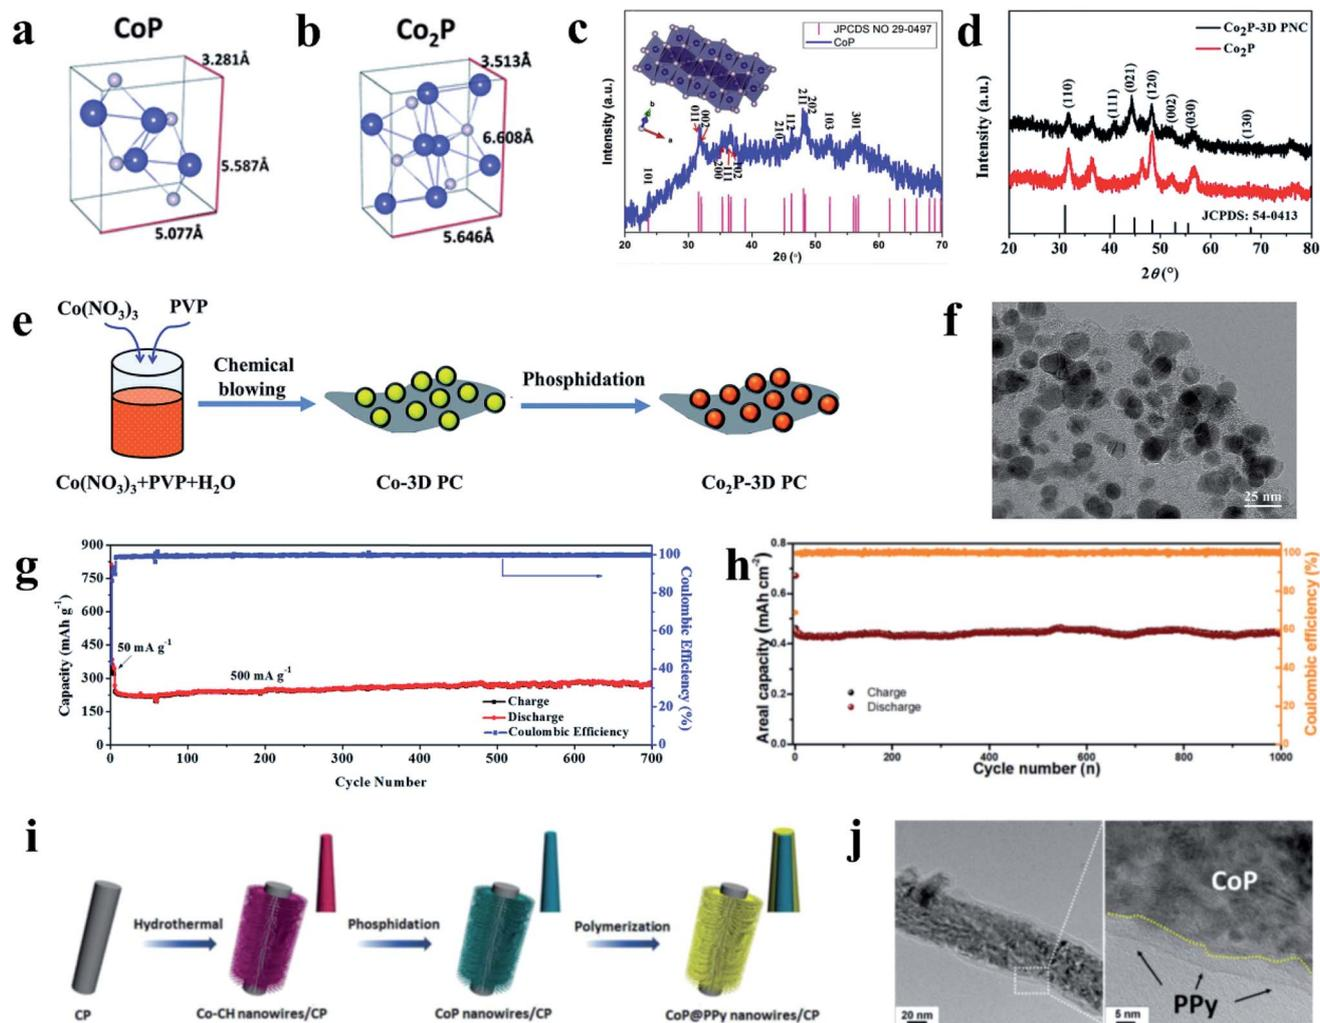 a
CoP
3.281Å
5.587Å
5.077Å
b
Co₂P
3.513Å
6.608Å
5.646Å
c
JPCDS NO 29-0497
CoP
Intensity (a.u.)
b
a
101
011
002
200
111
102
210
112
211
202
103
301
20 30 40 50 60 70
2θ (°)
d
Co₂P-3D PNC
Co₂P
Intensity (a.u.)
(110)
(111)
(021)
(120)
(002)
(030)
(130)
JCPDS: 54-0413
20 30 40 50 60 70 80
2θ (°)
e
Co(NO₃)₃ PVP
Chemical
blowing
Phosphidation
Co(NO₃)₃+PVP+H₂O
Co-3D PC
Co₂P-3D PC
f
25 nm
g
Capacity (mAh g⁻¹)
900
750
600
450
300
150
0
50 mA g⁻¹
500 mA g⁻¹
Charge
Discharge
Coulombic Efficiency
0 100 200 300 400 500 600 700
Cycle Number
100
80
60
40
20
0
Coulombic Efficiency (%)
h
Areal capacity (mAh cm⁻²)
0.8
0.6
0.4
0.2
0.0
Charge
Discharge
0 200 400 600 800 1000
Cycle number (n)
100
80
60
40
20
0
Coulombic efficiency (%)
i
Hydrothermal
Phosphidation
Polymerization
CP
Co-CH nanowires/CP
CoP nanowires/CP
CoP@PPy nanowires/CP
j
20 nm
CoP
PPy
5 nm